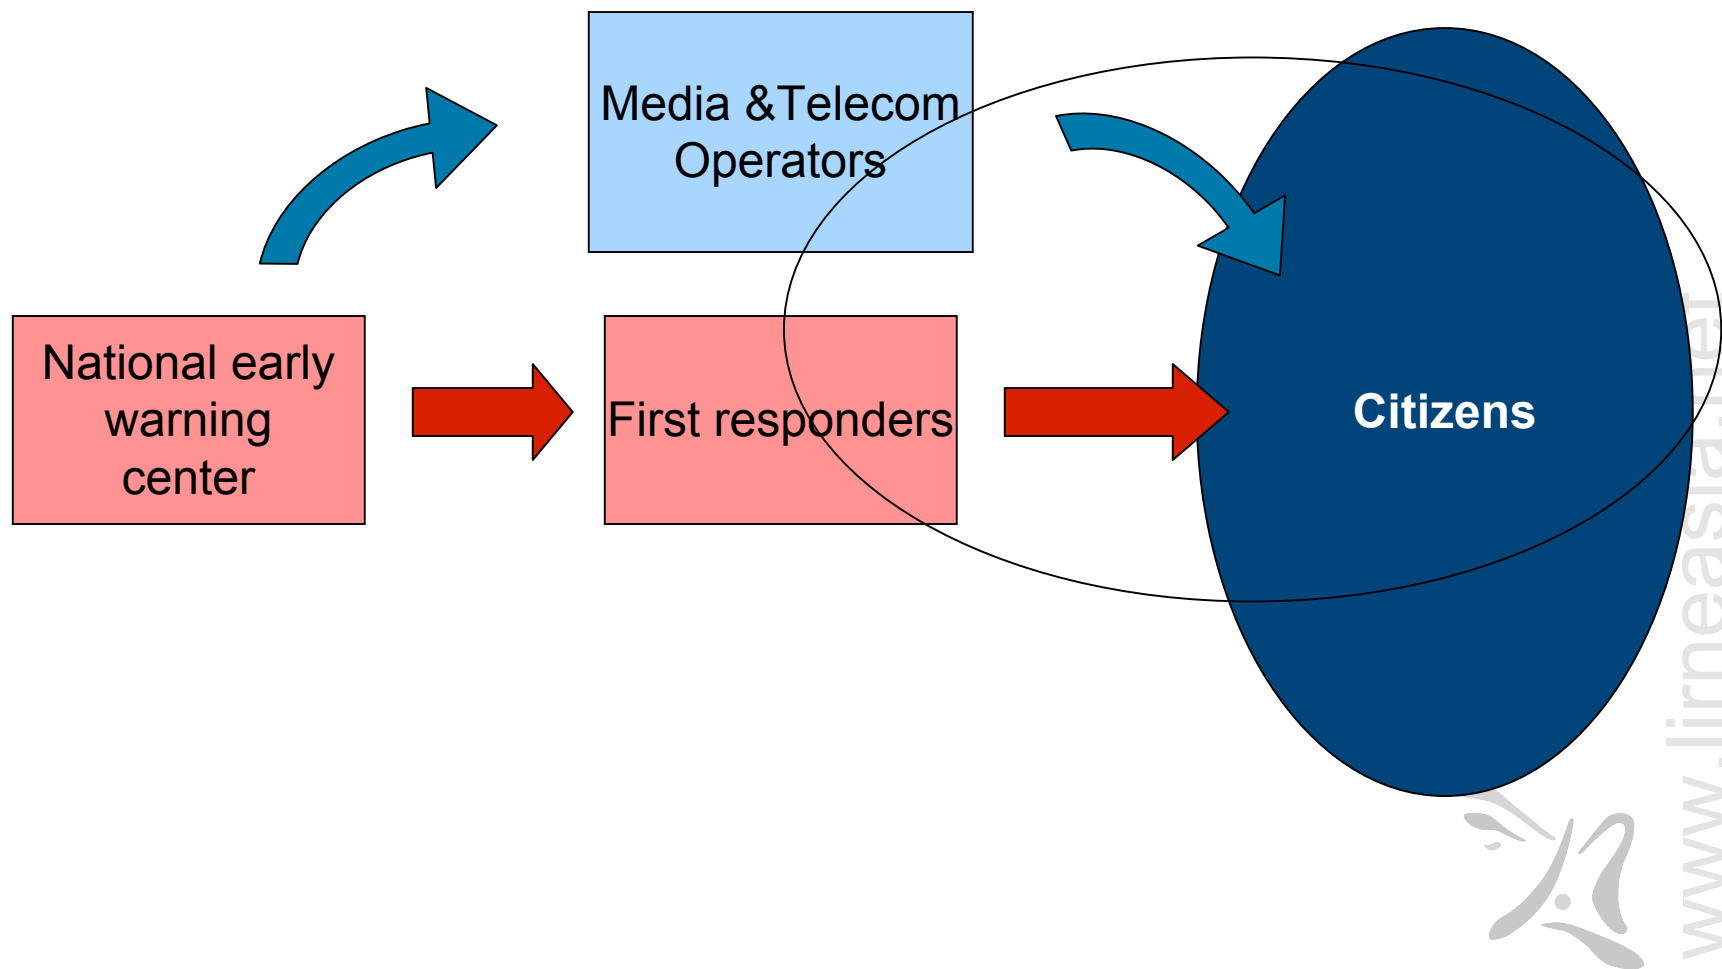 Media &Telecom
Operators
National early
warning
center
First responders
Citizens
www.lirneasia.net